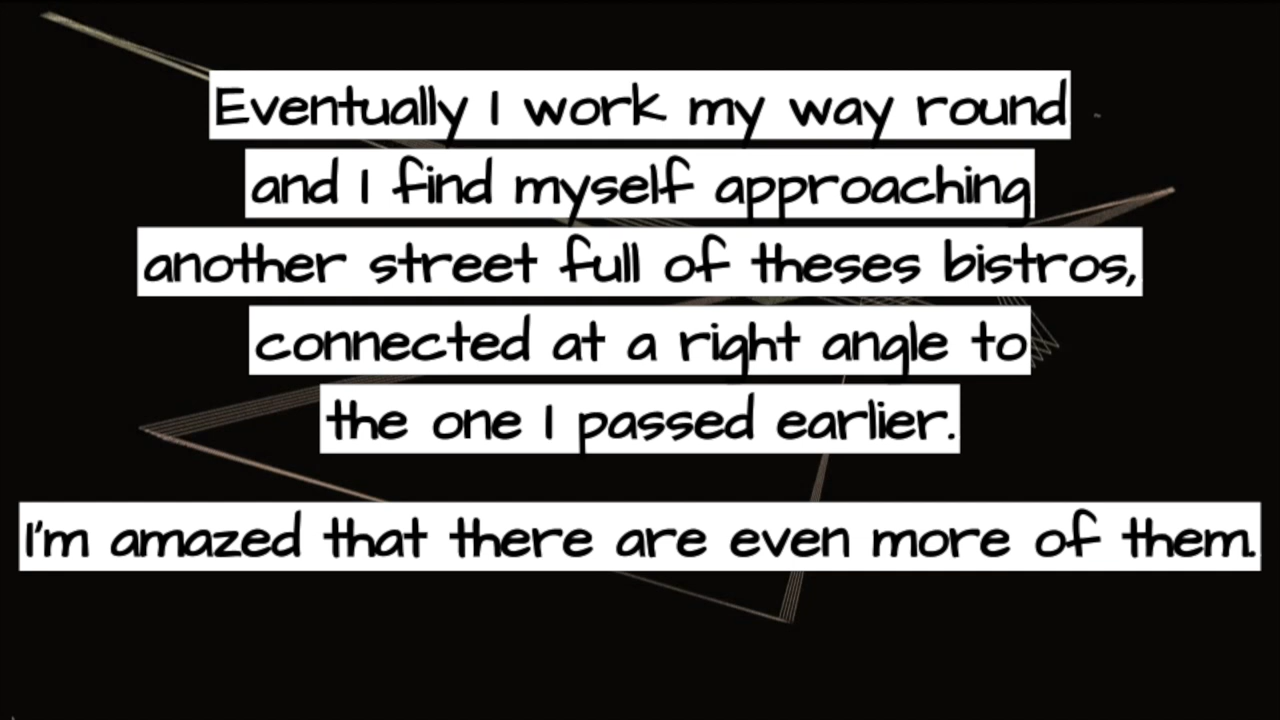 Eventually I work my way round
and I find myself approaching
another street full of theses bistros,
connected at a right angle to
the one I passed earlier.
I'm amazed that there are even more of them.